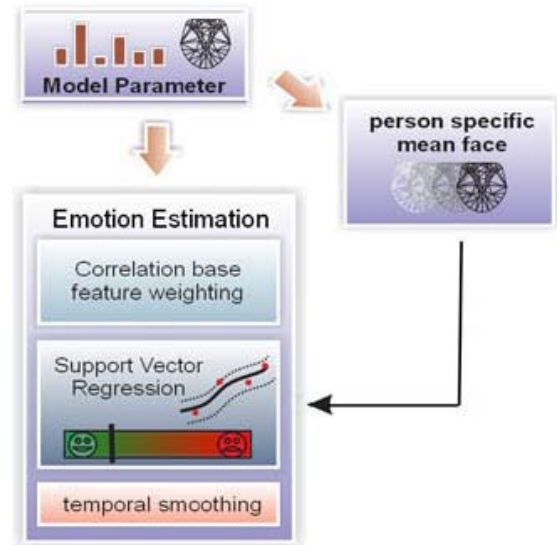 Model Parameter
person specific
mean face
Emotion Estimation
Correlation base
feature weighting
Support Vector
Regression
temporal smoothing